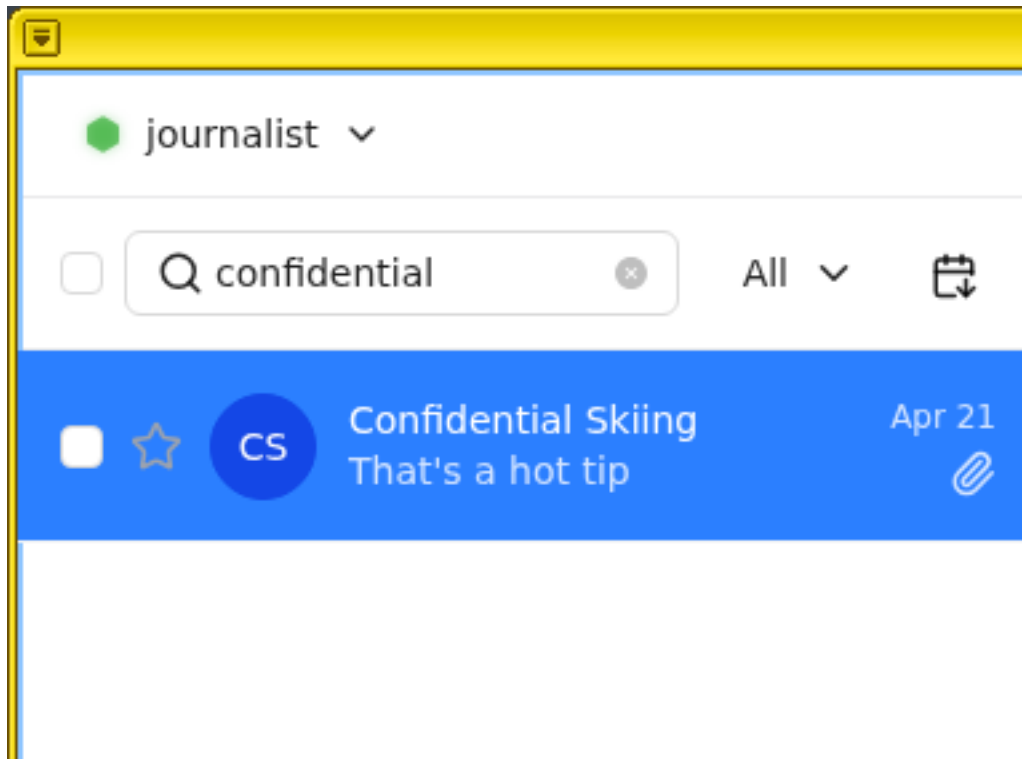 journalist
confidential
All
CS
Confidential Skiing
Apr 21
That's a hot tip